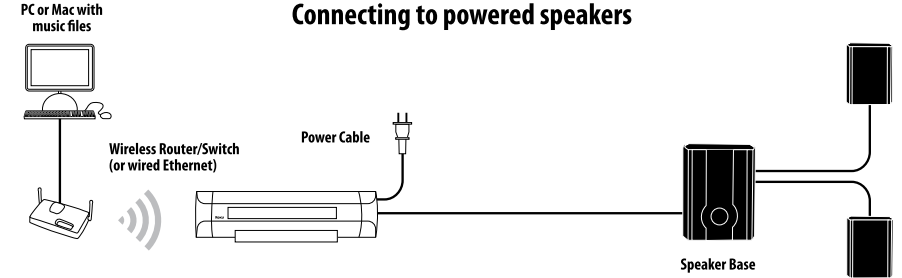 Connecting to powered speakers
PC or Mac with
music files
Wireless Router/Switch
(or wired Ethernet)
Power Cable
Roku
Speaker Base